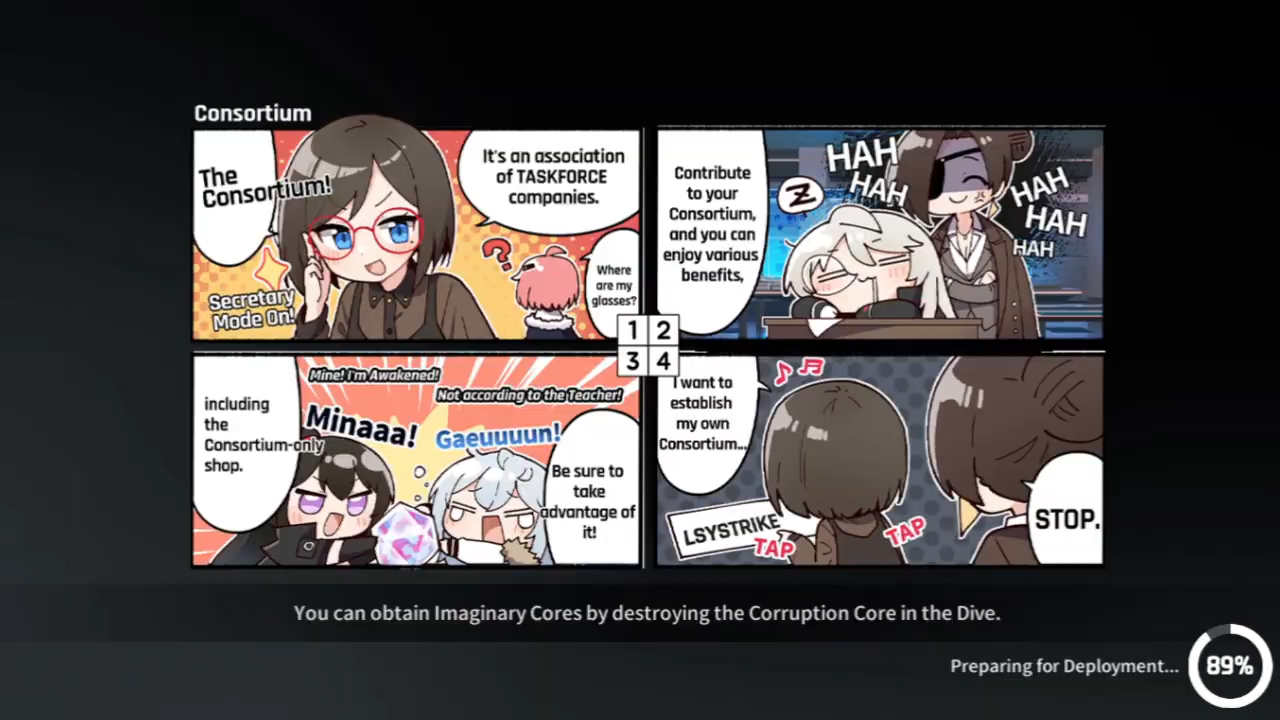 Consortium
The
Consortium!
It's an association
of TASKFORCE
companies.
Where
are my
glasses?
Secretary
Mode On!
Contribute
to your
Consortium,
and you can
enjoy various
benefits,
Z
HAH
HAH
HAH
HAH
HAH
1 2
3 4
including
the
Consortium-only
shop.
Mine! I'm Awakened!
Not according to the Teacher!
Minaaa!
Gaeuuuun!
Be sure to
take
advantage of
it!
I want to
establish
my own
Consortium...
LSYSTRIKE
TAP
TAP
STOP.
You can obtain Imaginary Cores by destroying the Corruption Core in the Dive.
Preparing for Deployment...
89%